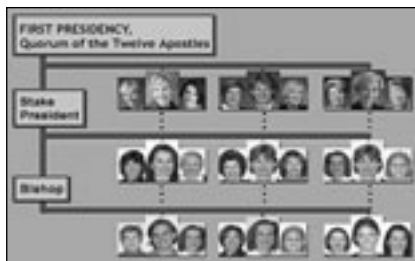 FIRST PRESIDENCY,
Quorum of the Twelve Apostles
Stake
President
Bishop